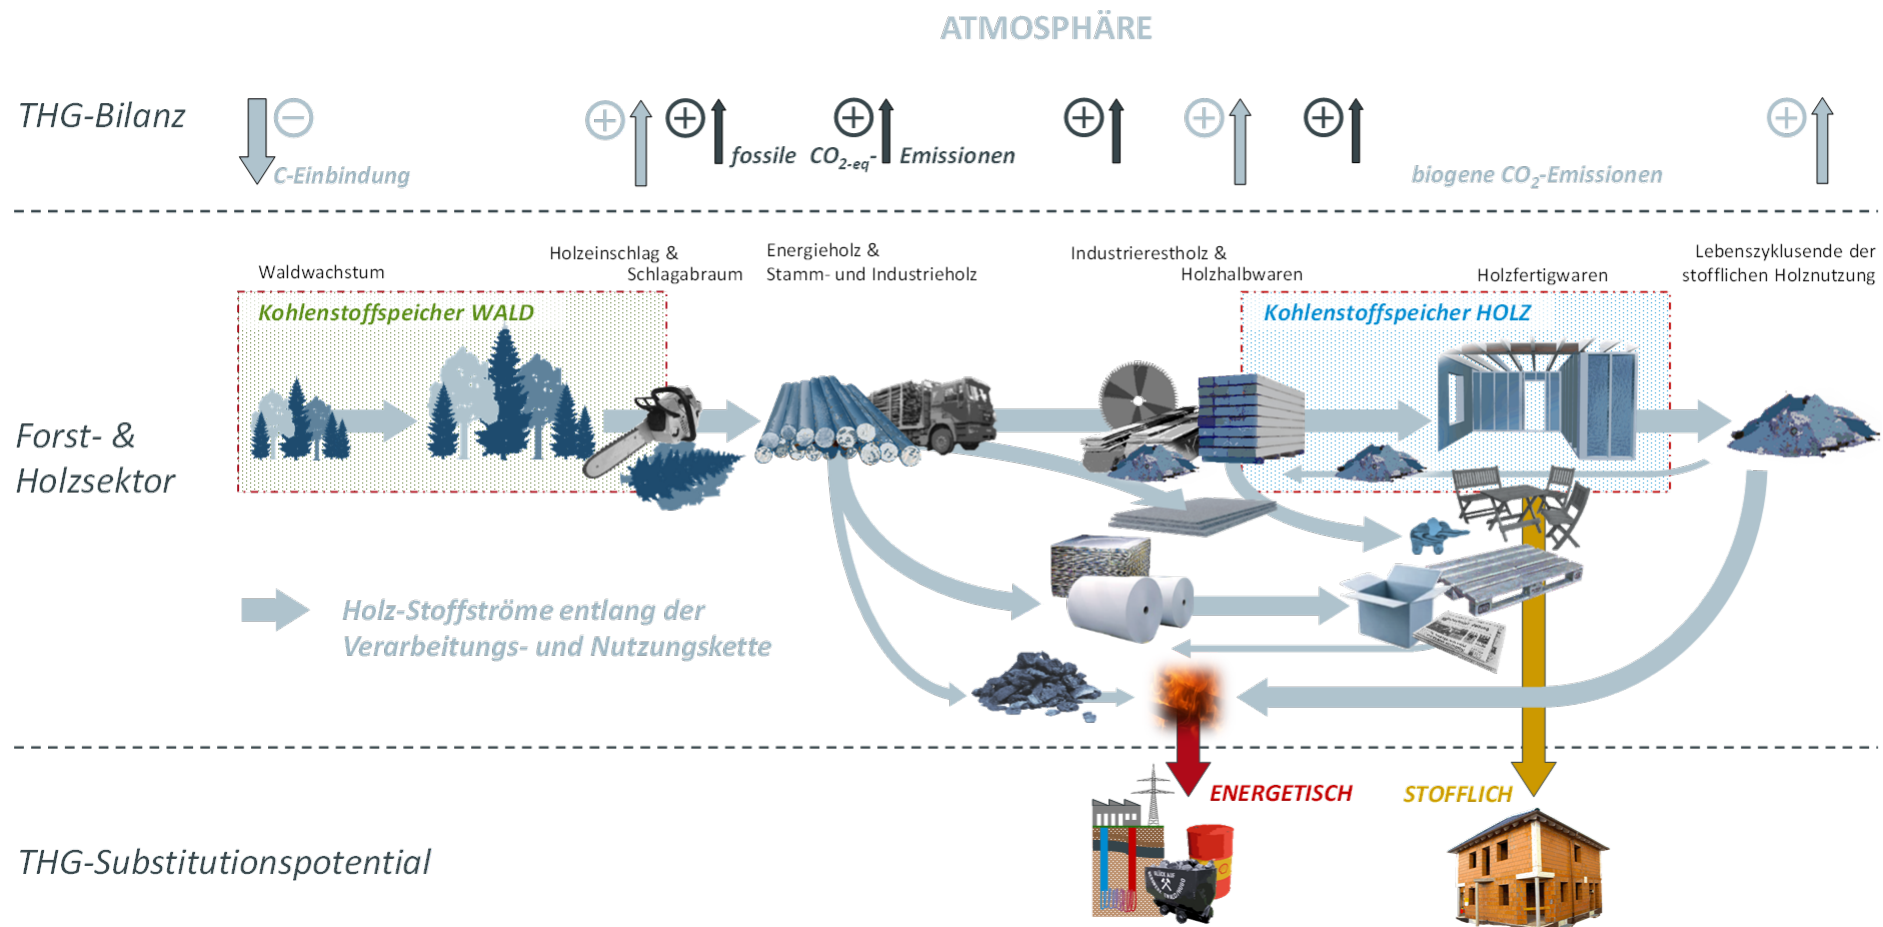 ATMOSPHÄRE
THG-Bilanz
C-Einbindung
fossile CO2-eq- Emissionen
biogene CO2-Emissionen
Waldwachstum
Holzeinschlag &
Schlagabraum
Energieholz &
Stamm- und Industrieholz
Industrierestholz &
Holzhalbwaren
Holzfertigwaren
Lebenszyklusende der
stofflichen Holznutzung
Kohlenstoffspeicher WALD
Kohlenstoffspeicher HOLZ
Forst- &
Holzsektor
Holz-Stoffströme entlang der
Verarbeitungs- und Nutzungskette
ENERGETISCH
STOFFLICH
THG-Substitutionspotential
GLÜCK AUF